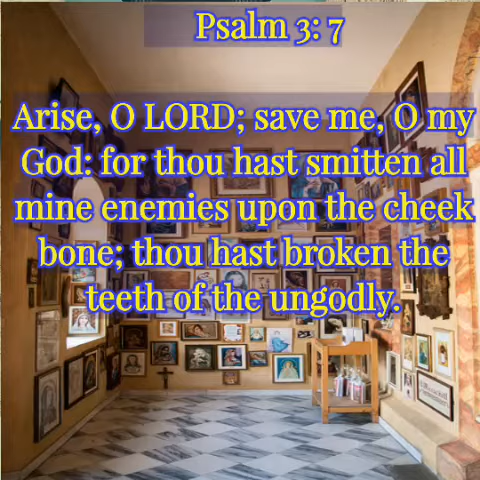 Psalm 3: 7
Arise, O LORD; save me, O my
God: for thou hast smitten all
mine enemies upon the cheek
bone; thou hast broken the
teeth of the ungodly.